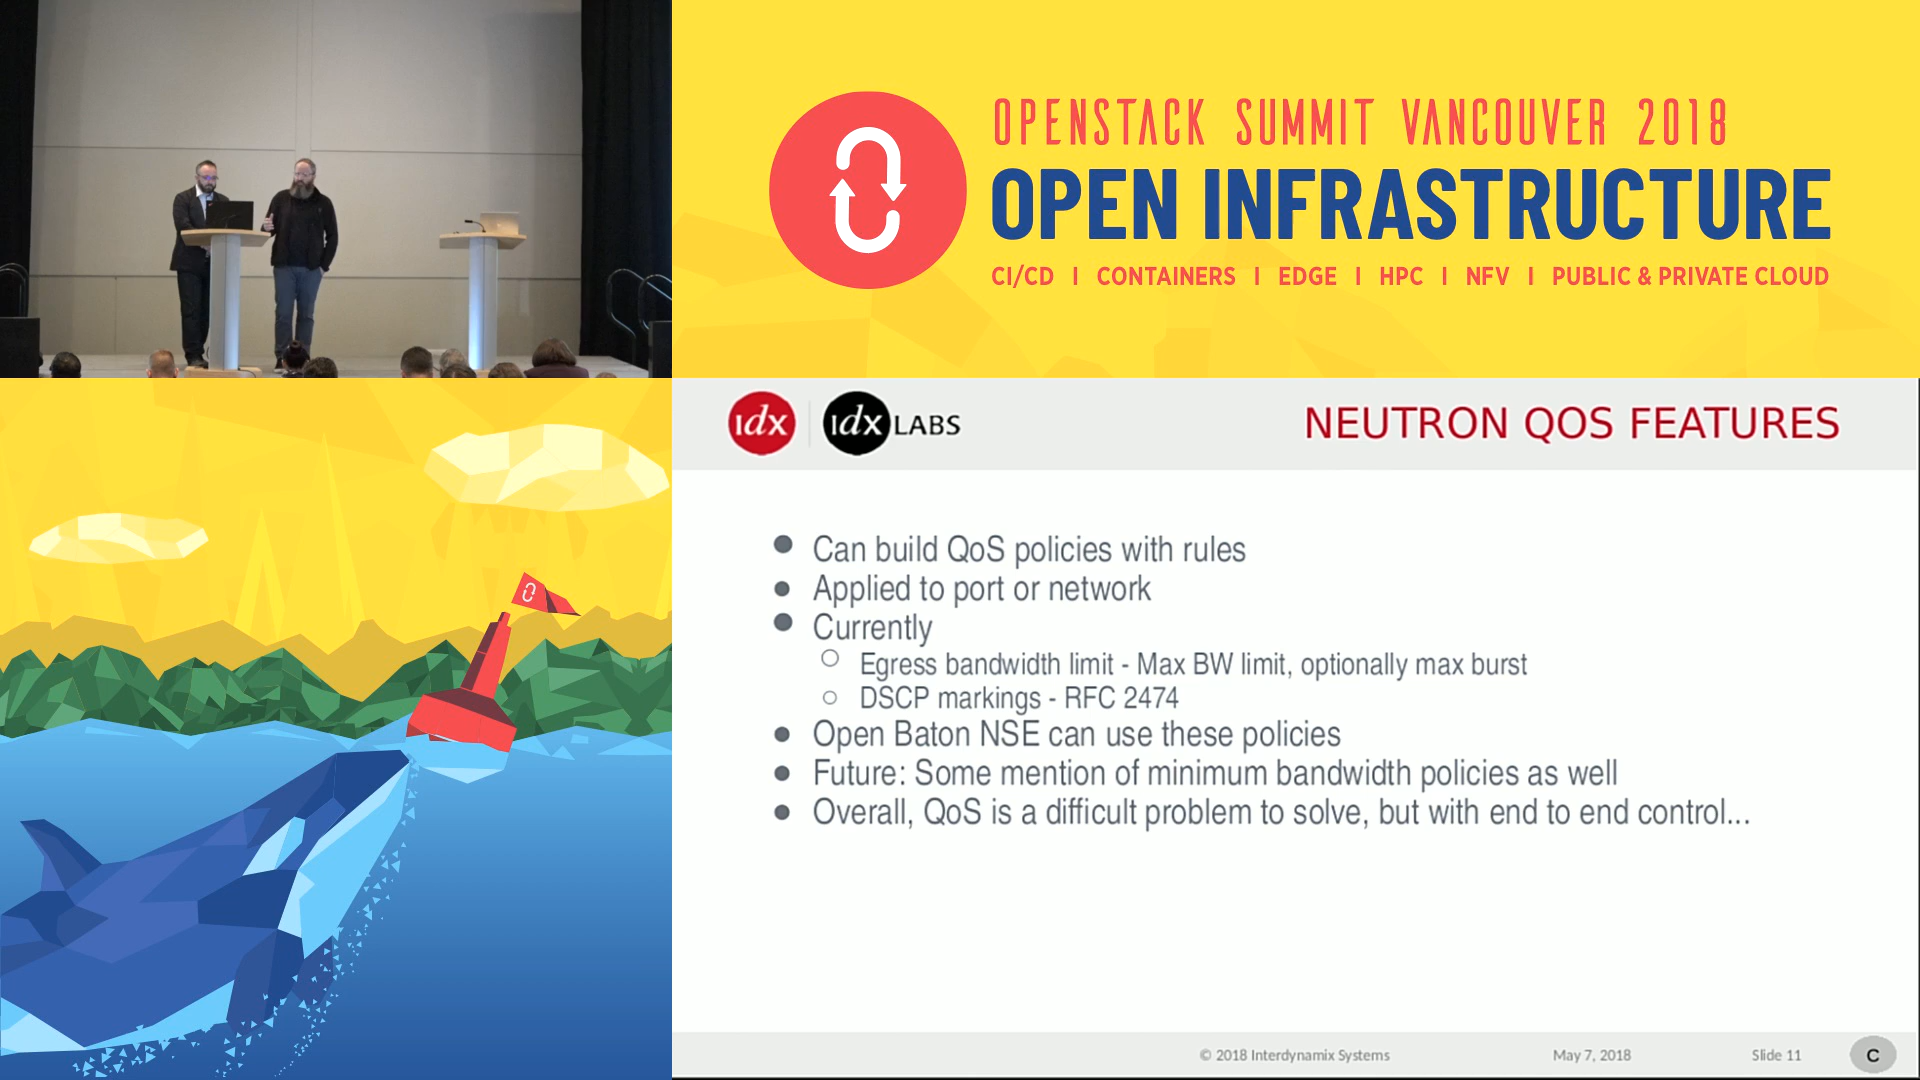 OPENSTACK SUMMIT VANCOUVER 2018
OPEN INFRASTRUCTURE
CI/CD | CONTAINERS | EDGE | HPC | NFV | PUBLIC & PRIVATE CLOUD
idx idx LABS
NEUTRON QOS FEATURES
● Can build QoS policies with rules
● Applied to port or network
● Currently
○ Egress bandwidth limit - Max BW limit, optionally max burst
○ DSCP markings - RFC 2474
● Open Baton NSE can use these policies
● Future: Some mention of minimum bandwidth policies as well
● Overall, QoS is a difficult problem to solve, but with end to end control...
© 2018 Interdynamix Systems May 7, 2018 Slide 11 C